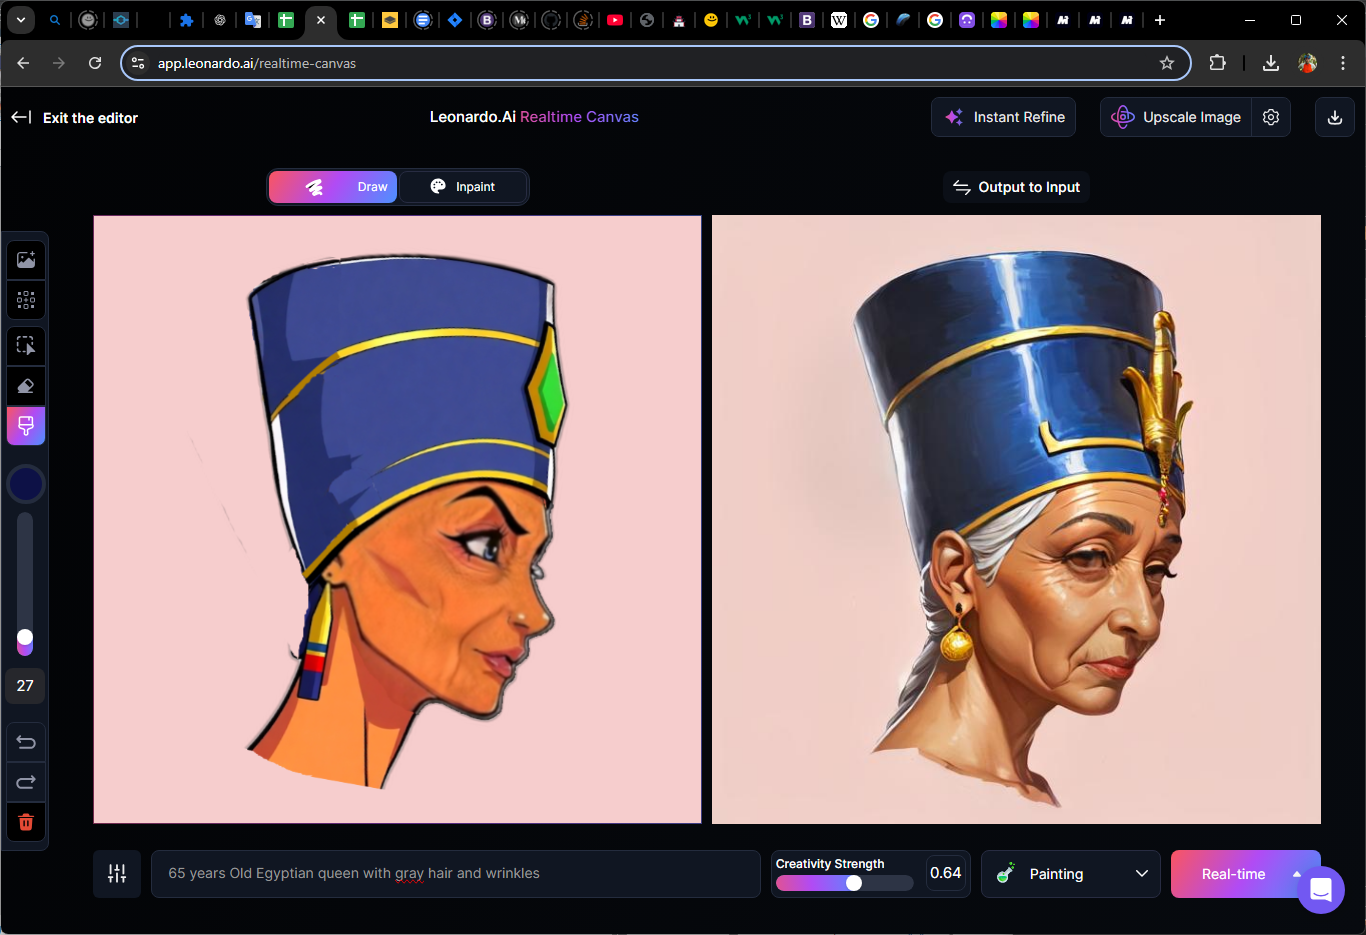 app.leonardo.ai/realtime-canvas
Exit the editor
Leonardo.Ai Realtime Canvas
Instant Refine
Upscale Image
Draw
Inpaint
Output to Input
27
65 years Old Egyptian queen with gray hair and wrinkles
Creativity Strength
0.64
Painting
Real-time